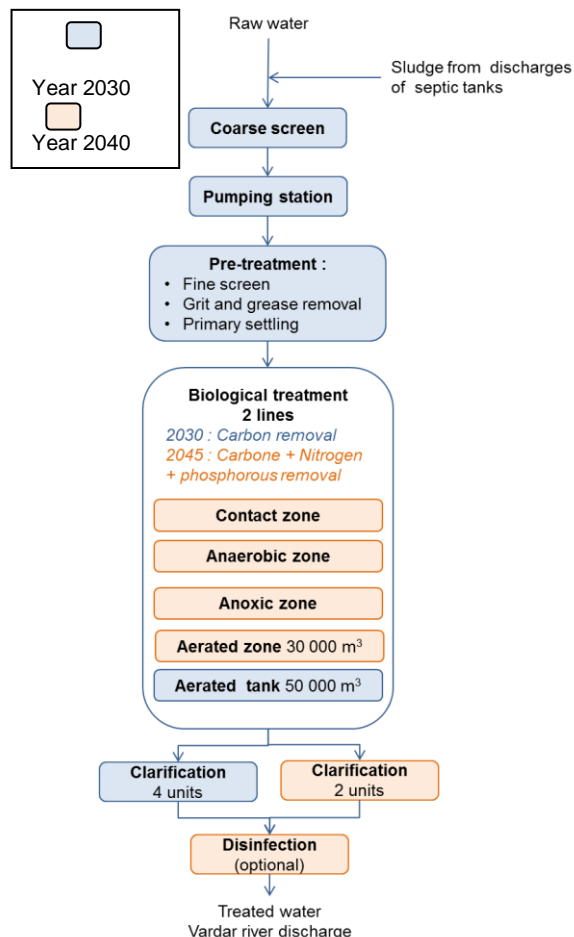 Year 2030
Year 2040
Raw water
Sludge from discharges
of septic tanks
Coarse screen
Pumping station
Pre-treatment :
• Fine screen
• Grit and grease removal
• Primary settling
Biological treatment
2 lines
2030 : Carbon removal
2045 : Carbone + Nitrogen
+ phosphorous removal
Contact zone
Anaerobic zone
Anoxic zone
Aerated zone 30 000 m³
Aerated tank 50 000 m³
Clarification
4 units
Clarification
2 units
Disinfection
(optional)
Treated water
Vardar river discharge